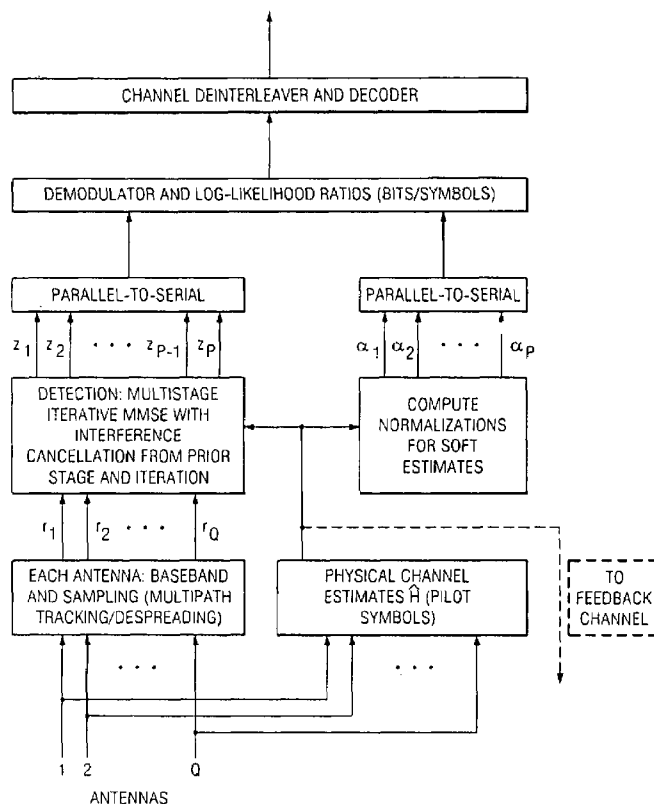 CHANNEL DEINTERLEAVER AND DECODER
DEMODULATOR AND LOG-LIKELIHOOD RATIOS (BITS/SYMBOLS)
PARALLEL-TO-SERIAL
PARALLEL-TO-SERIAL
z1 z2 · · · zP-1 zP
α1 α2 · · · αP
DETECTION: MULTISTAGE
ITERATIVE MMSE WITH
INTERFERENCE
CANCELLATION FROM PRIOR
STAGE AND ITERATION
COMPUTE
NORMALIZATIONS
FOR SOFT
ESTIMATES
r1 r2 · · · rQ
EACH ANTENNA: BASEBAND
AND SAMPLING (MULTIPATH
TRACKING/DESPREADING)
PHYSICAL CHANNEL
ESTIMATES Ĥ (PILOT
SYMBOLS)
TO
FEEDBACK
CHANNEL
· · ·
· · ·
1 2 Q
ANTENNAS